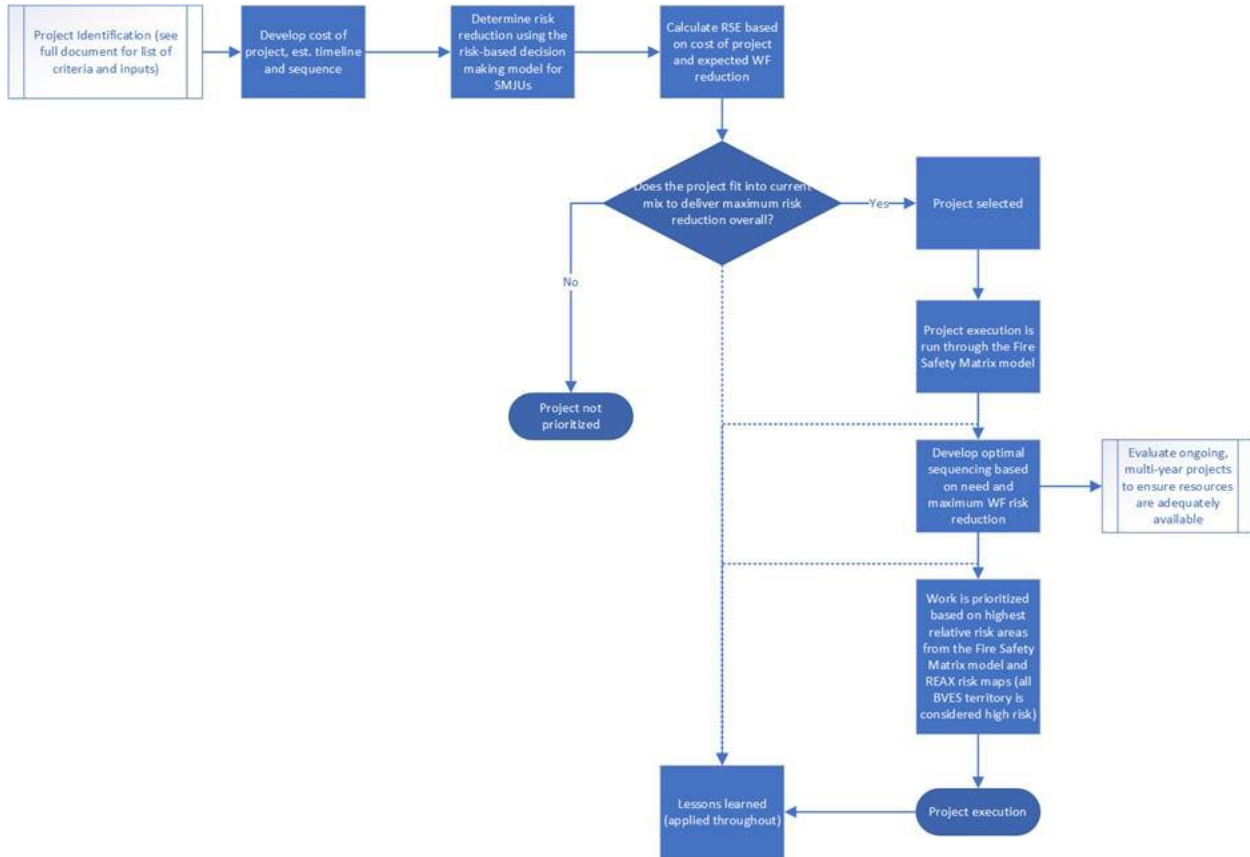 Project Identification (see
full document for list of
criteria and inputs)
Develop cost of
project, est. timeline
and sequence
Determine risk
reduction using the
risk-based decision
making model for
SMJUs
Calculate RSE based
on cost of project
and expected WF
reduction
Does the project fit into current
mix to deliver maximum risk
reduction overall?
Yes
Project selected
No
Project not
prioritized
Project execution is
run through the Fire
Safety Matrix model
Develop optimal
sequencing based
on need and
maximum WF risk
reduction
Evaluate ongoing,
multi-year projects
to ensure resources
are adequately
available
Work is prioritized
based on highest
relative risk areas
from the Fire Safety
Matrix model and
REAX risk maps (all
BVES territory is
considered high risk)
Project execution
Lessons learned
(applied throughout)